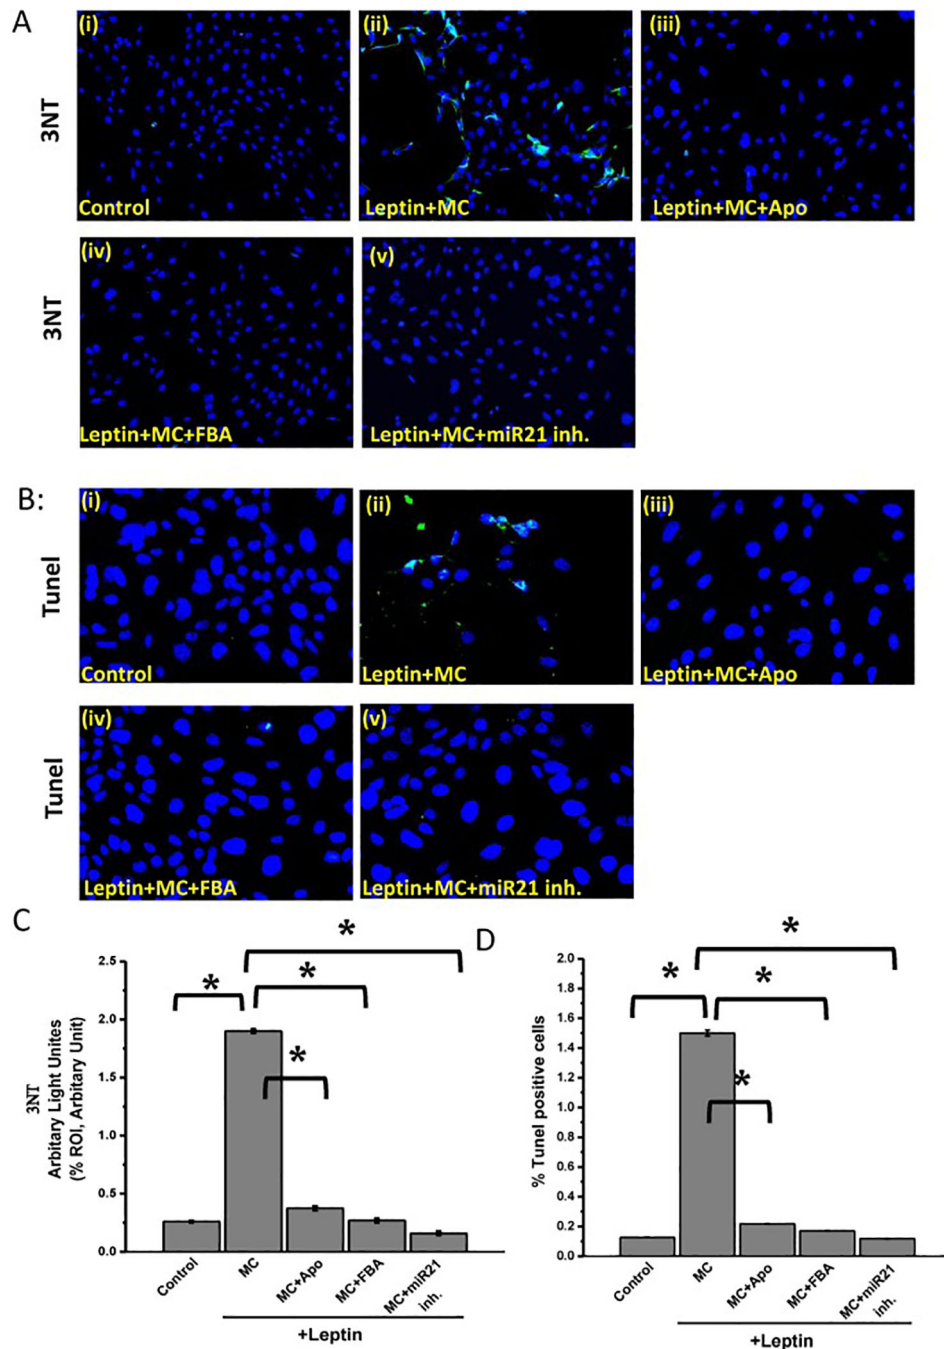 A
3NT
(i)
Control
(ii)
Leptin+MC
(iii)
Leptin+MC+Apo
3NT
(iv)
Leptin+MC+FBA
(v)
Leptin+MC+miR21 inh.
B:
Tunel
(i)
Control
(ii)
Leptin+MC
(iii)
Leptin+MC+Apo
Tunel
(iv)
Leptin+MC+FBA
(v)
Leptin+MC+miR21 inh.
C
3NT
Arbitary Light Unites
(% ROI, Arbitary Unit)
2.5
2.0
1.5
1.0
0.5
0.0
*
*
*
*
Control
MC
MC+Apo
MC+FBA
MC+miR21
inh.
+Leptin
D
% Tunel positive cells
2.0
1.8
1.6
1.4
1.2
1.0
0.8
0.6
0.4
0.2
0.0
*
*
*
*
Control
MC
MC+Apo
MC+FBA
MC+miR21
inh.
+Leptin